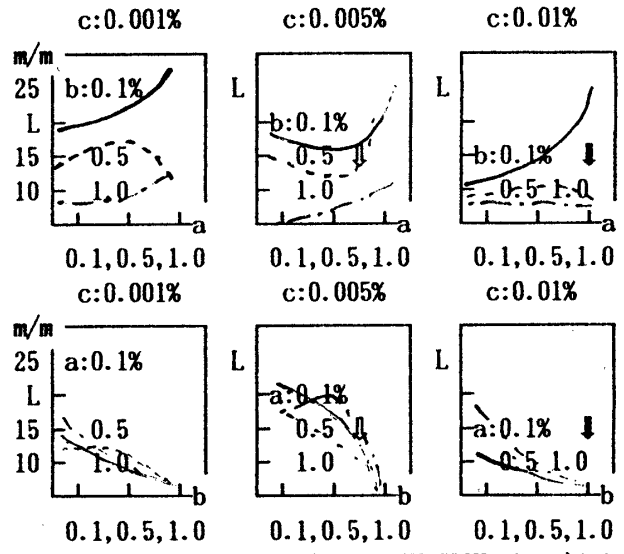 c:0.001% c:0.005% c:0.01%
m/m
25 b:0.1% L L
L b:0.1%
15 0.5 0.5 b:0.1%
10 1.0 1.0 0.5 1.0
a a a
0.1,0.5,1.0 0.1,0.5,1.0 0.1,0.5,1.0
c:0.001% c:0.005% c:0.01%
m/m
25 a:0.1% L L
L a:0.1%
15 0.5 0.5 a:0.1%
10 1.0 1.0 0.5 1.0
b b b
0.1,0.5,1.0 0.1,0.5,1.0 0.1,0.5,1.0